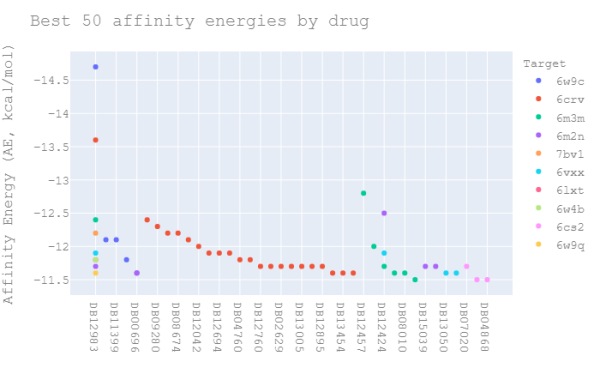 Best 50 affinity energies by drug
Affinity Energy (AE, kcal/mol)
−14.5
−14
−13.5
−13
−12.5
−12
−11.5
DB12983
DB11399
DB00696
DB09280
DB08674
DB12042
DB12694
DB04760
DB12760
DB02629
DB13005
DB12895
DB13454
DB12457
DB12424
DB08010
DB15039
DB13050
DB07020
DB04868
Target
6w9c
6crv
6m3m
6m2n
7bv1
6vxx
6lxt
6w4b
6cs2
6w9q